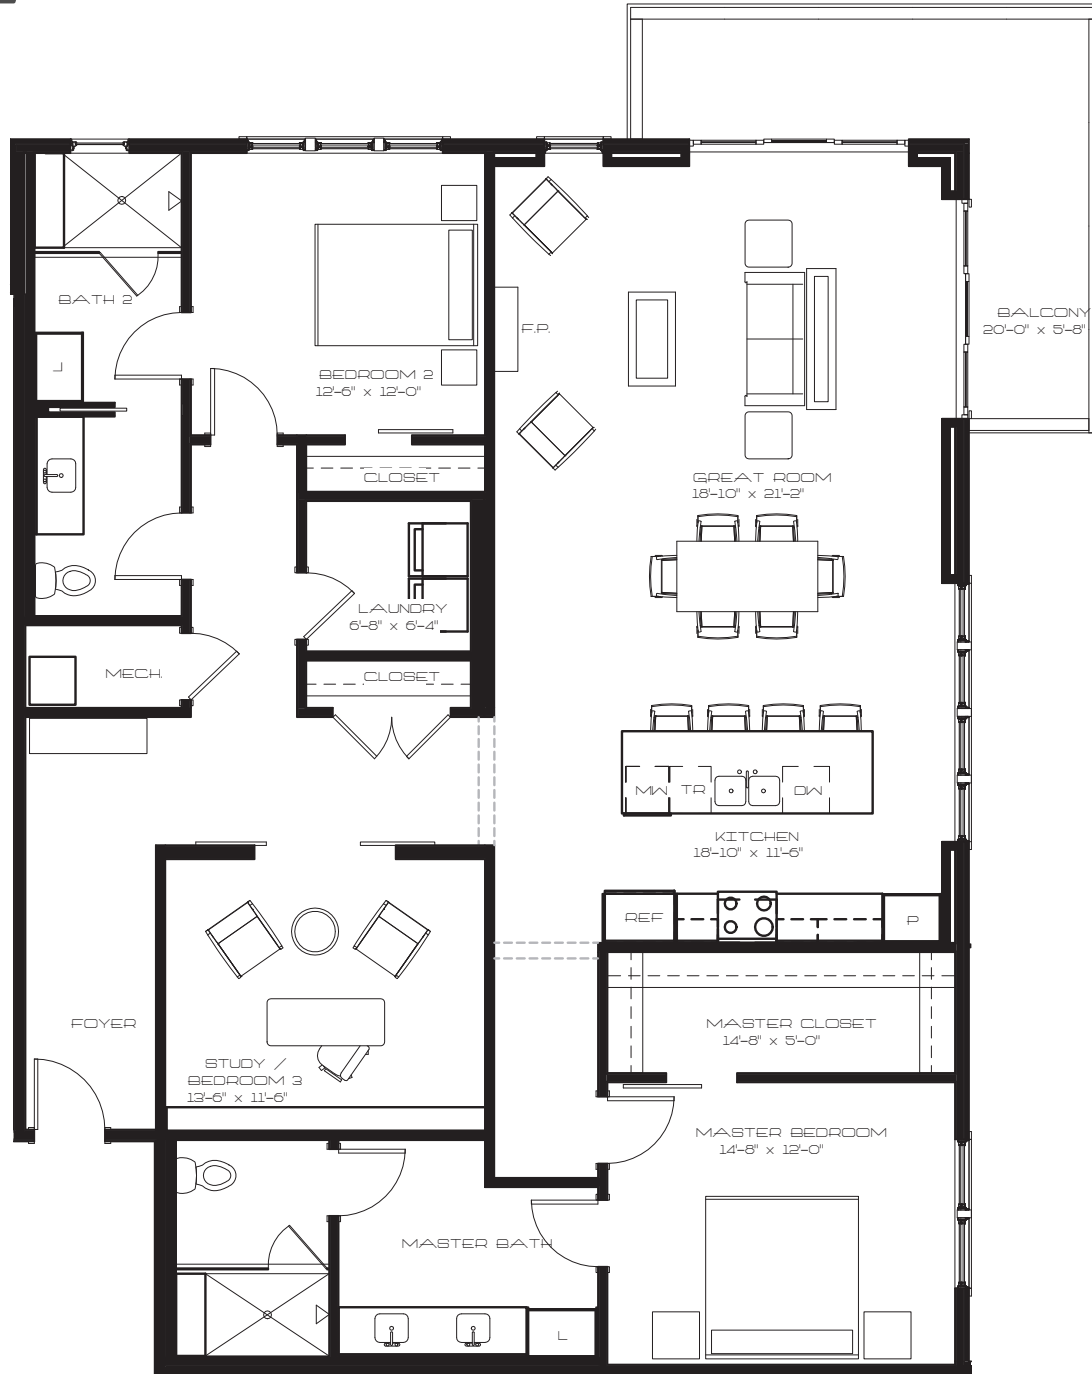 BATH 2
BALCONY
20'-0" x 5'-8"
F.P.
L
BEDROOM 2
12'-6" x 12'-0"
CLOSET
GREAT ROOM
18'-10" x 21'-2"
LAUNDRY
6'-8" x 6'-4"
MECH.
CLOSET
MW
TR
DW
KITCHEN
18'-10" x 11'-6"
REF
P
FOYER
MASTER CLOSET
14'-8" x 5'-0"
STUDY /
BEDROOM 3
13'-6" x 11'-6"
MASTER BEDROOM
14'-8" x 12'-0"
MASTER BATH
L